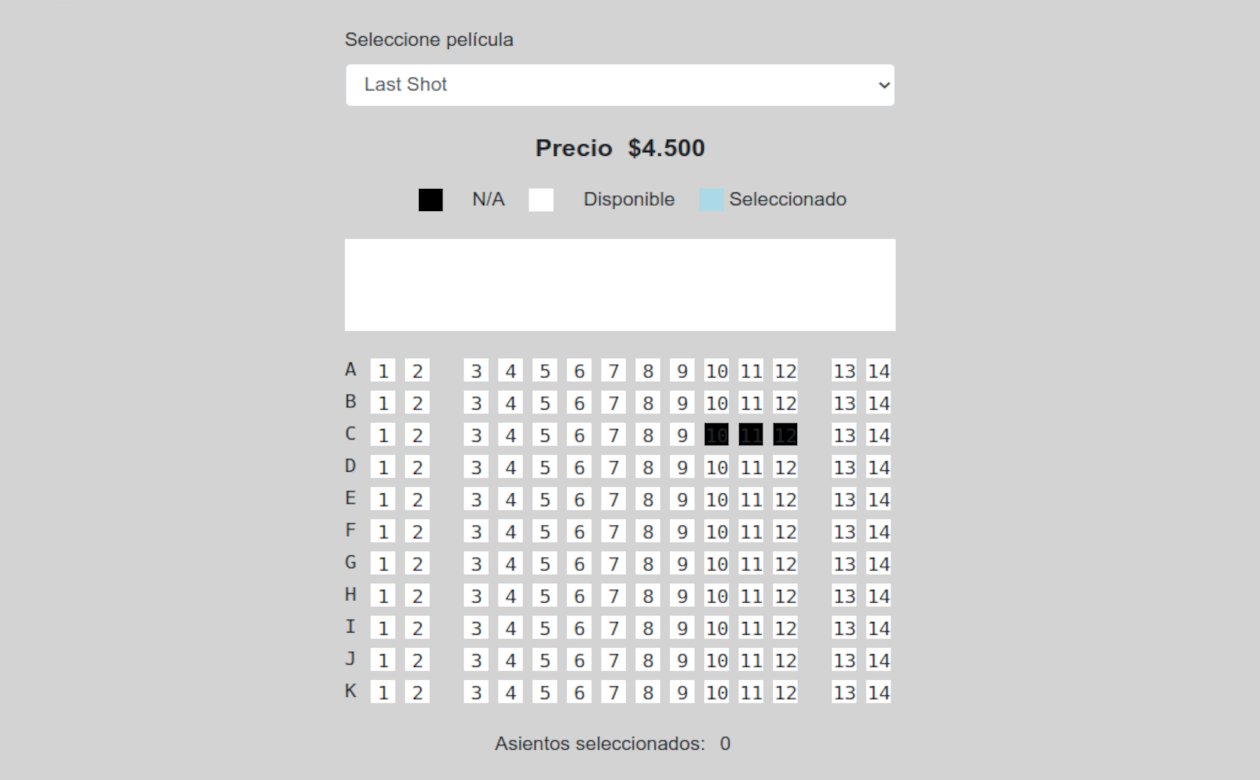 Seleccione película
Last Shot
Precio $4.500
N/A Disponible Seleccionado
A 1 2 3 4 5 6 7 8 9 10 11 12 13 14
B 1 2 3 4 5 6 7 8 9 10 11 12 13 14
C 1 2 3 4 5 6 7 8 9 10 11 12 13 14
D 1 2 3 4 5 6 7 8 9 10 11 12 13 14
E 1 2 3 4 5 6 7 8 9 10 11 12 13 14
F 1 2 3 4 5 6 7 8 9 10 11 12 13 14
G 1 2 3 4 5 6 7 8 9 10 11 12 13 14
H 1 2 3 4 5 6 7 8 9 10 11 12 13 14
I 1 2 3 4 5 6 7 8 9 10 11 12 13 14
J 1 2 3 4 5 6 7 8 9 10 11 12 13 14
K 1 2 3 4 5 6 7 8 9 10 11 12 13 14
Asientos seleccionados: 0